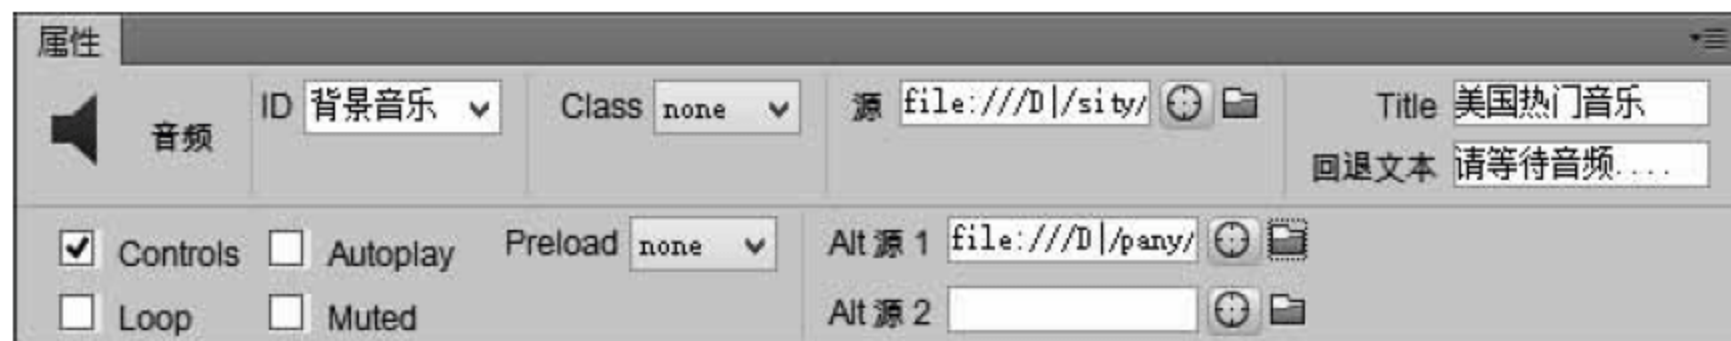 属性
音频 ID 背景音乐 Class none 源 file:///D|/sity/ Title 美国热门音乐
回退文本 请等待音频....
Controls Autoplay Preload none Alt 源 1 file:///D|/pany/
Loop Muted Alt 源 2